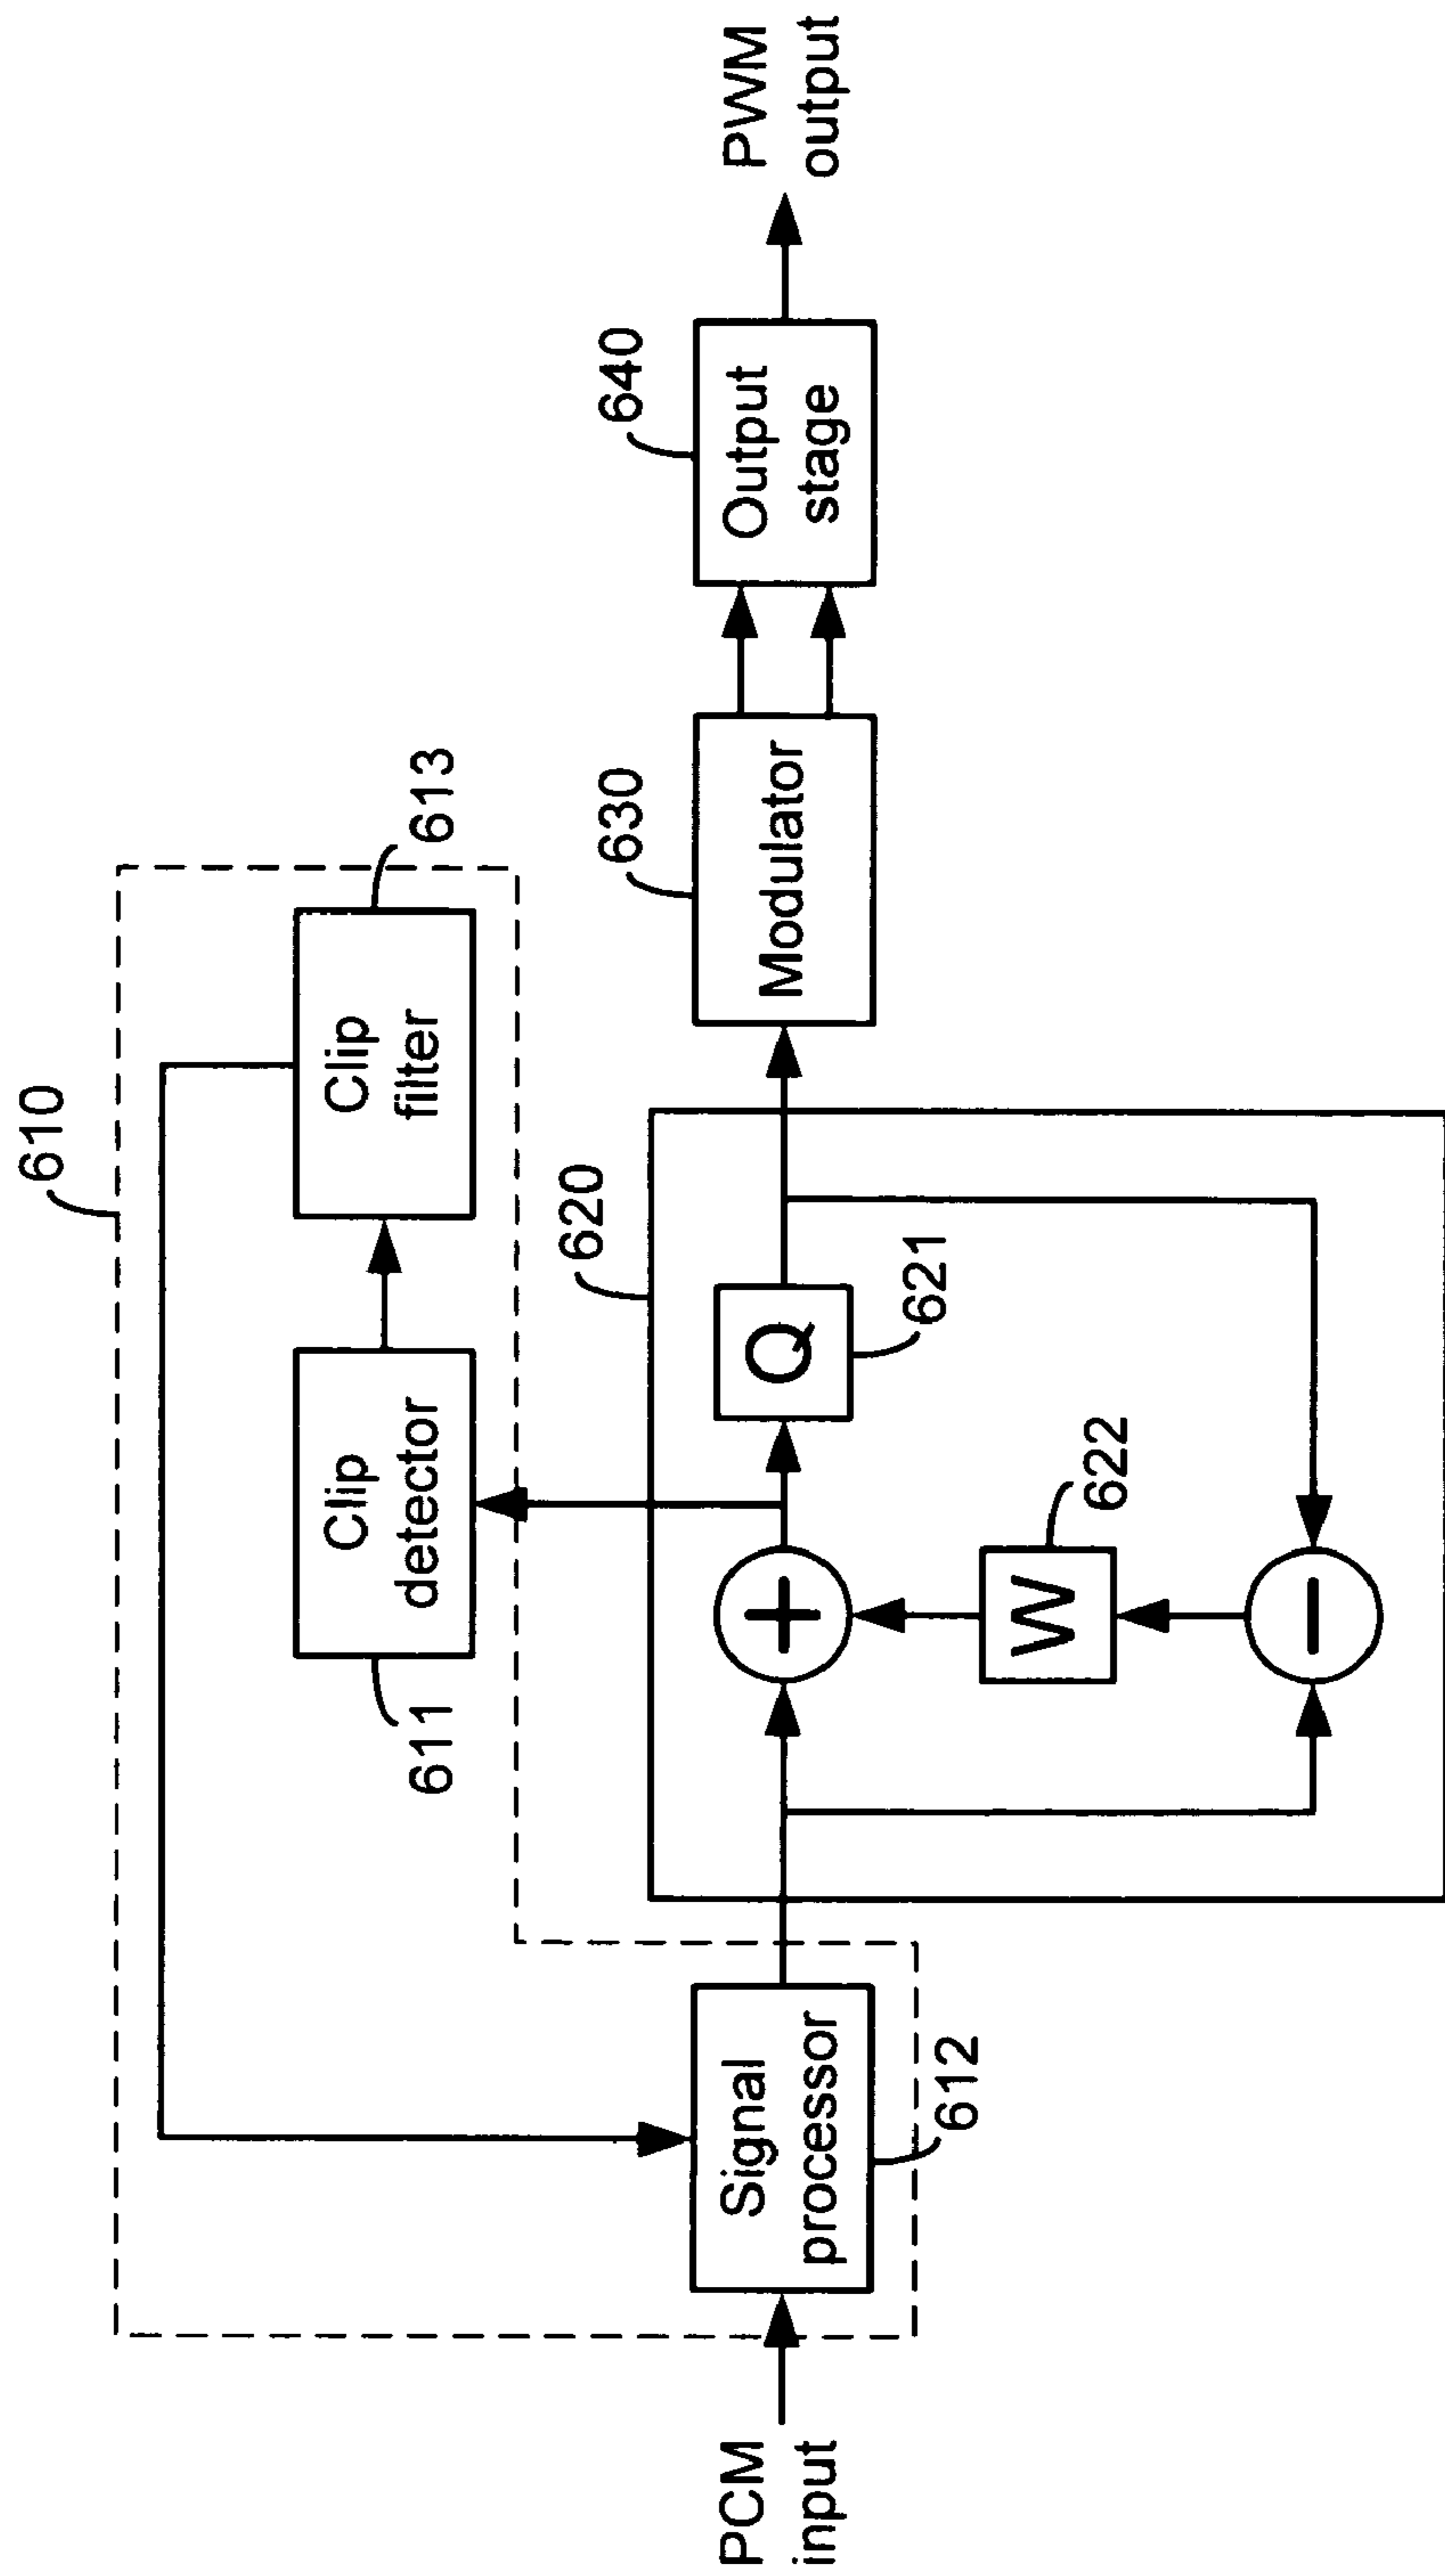 610
Clip
detector
611
Clip
filter
613
PCM
input
Signal
processor
612
620
+
Q
621
W
622
−
Modulator
630
Output
stage
640
PWM
output